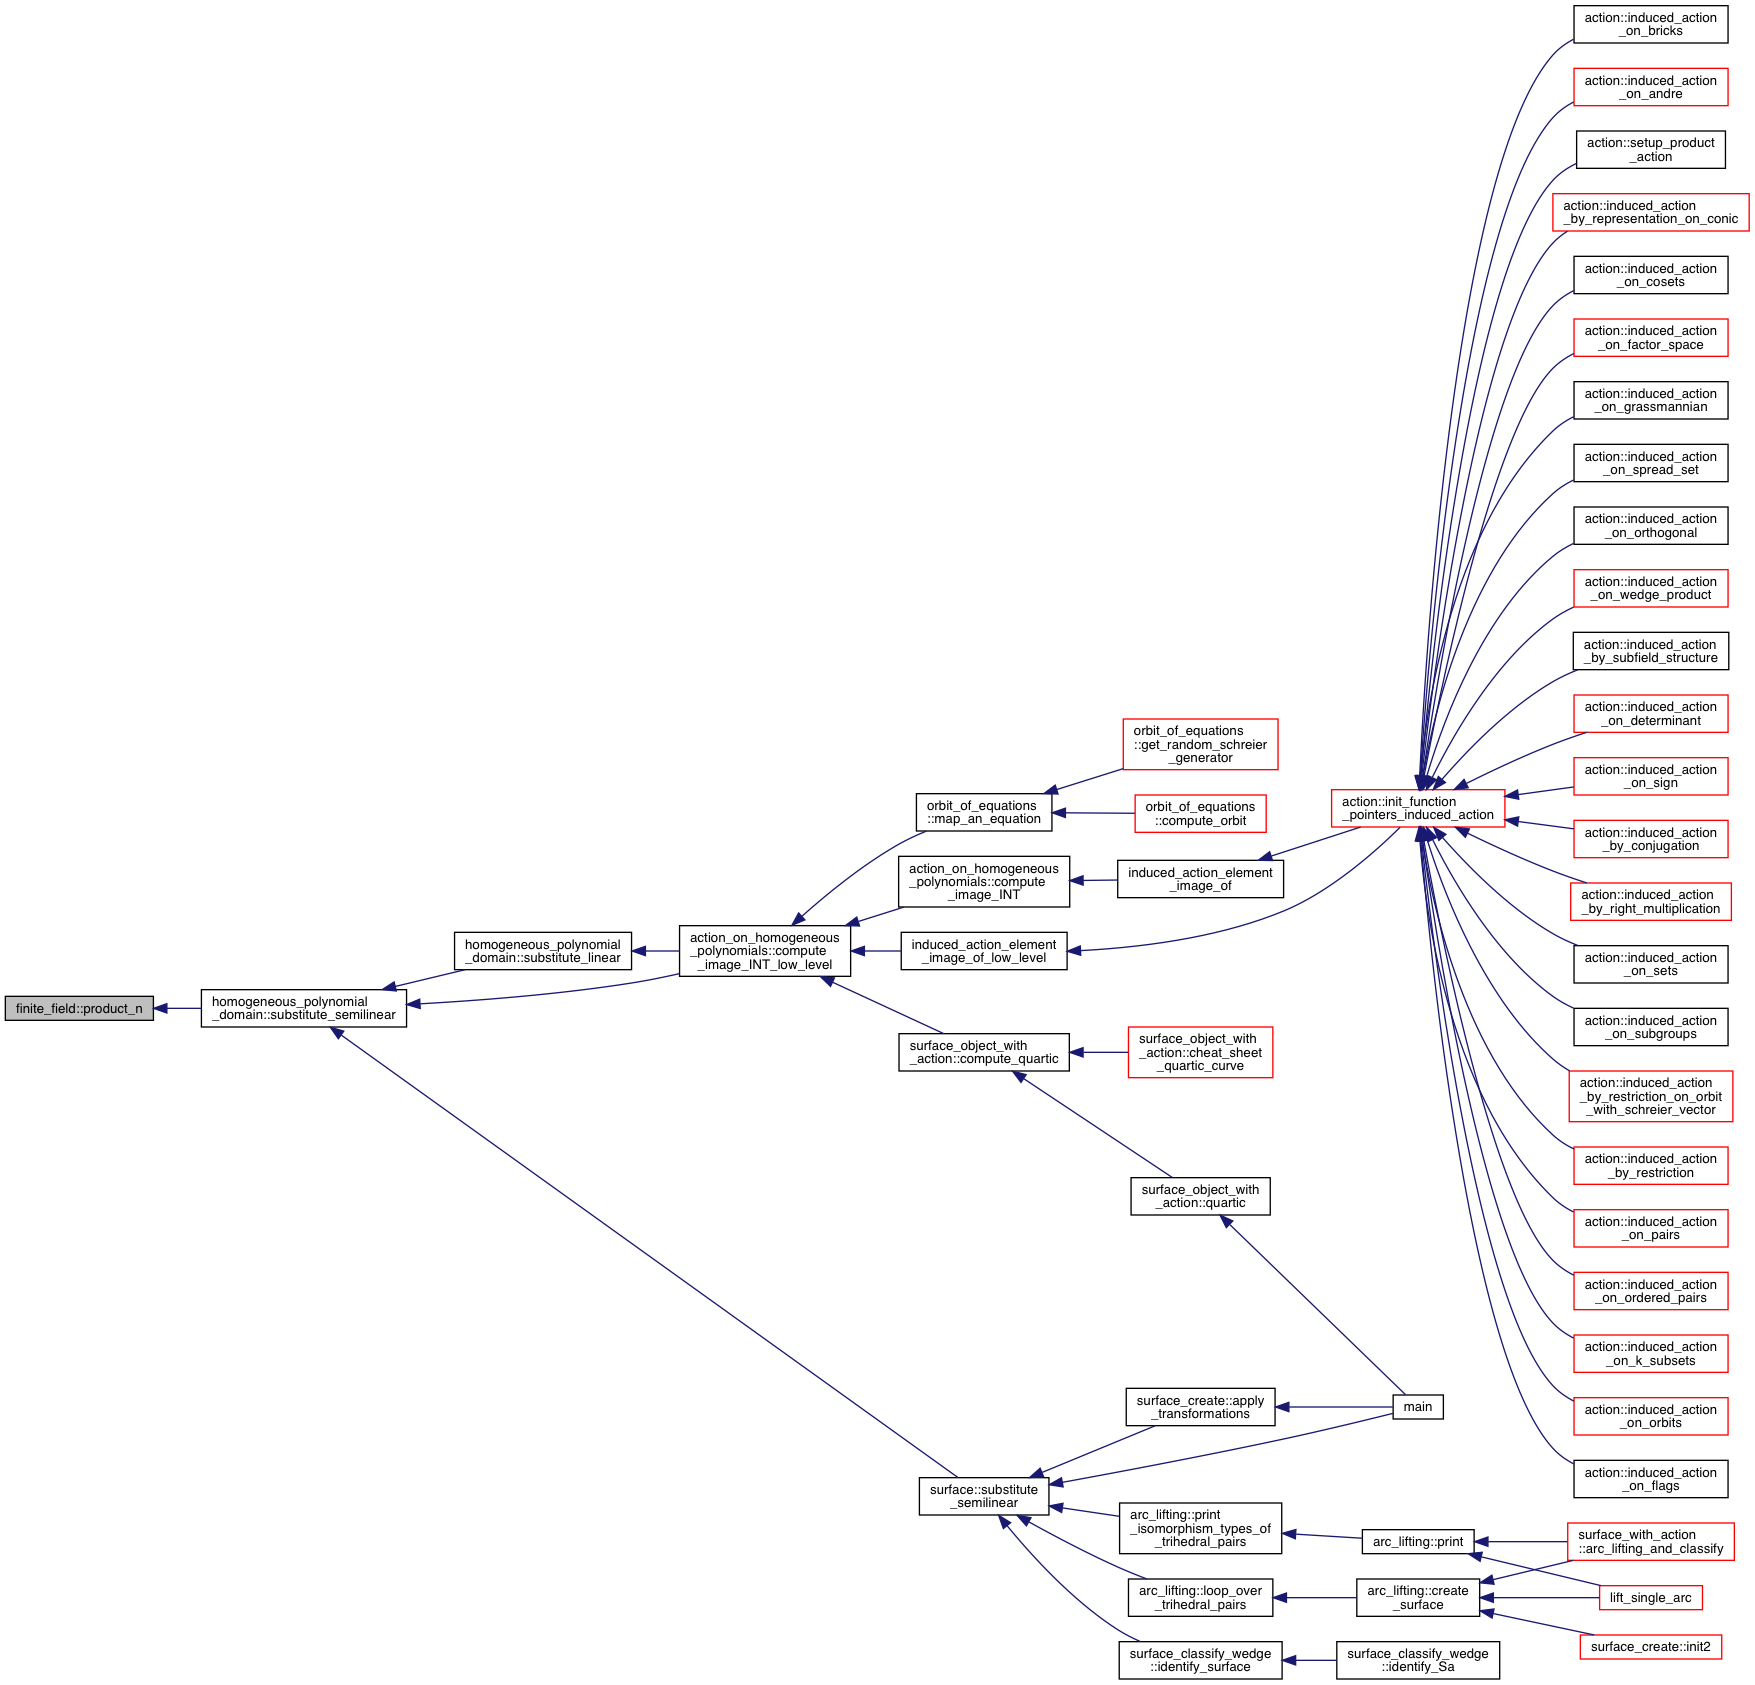 finite_field::product_n
homogeneous_polynomial
_domain::substitute_semilinear
homogeneous_polynomial
_domain::substitute_linear
action_on_homogeneous
_polynomials::compute
_image_INT_low_level
orbit_of_equations
::map_an_equation
orbit_of_equations
::get_random_schreier
_generator
orbit_of_equations
::compute_orbit
action_on_homogeneous
_polynomials::compute
_image_INT
induced_action_element
_image_of
induced_action_element
_image_of_low_level
action::init_function
_pointers_induced_action
action::induced_action
_on_bricks
action::induced_action
_on_andre
action::setup_product
_action
action::induced_action
_by_representation_on_conic
action::induced_action
_on_cosets
action::induced_action
_on_factor_space
action::induced_action
_on_grassmannian
action::induced_action
_on_spread_set
action::induced_action
_on_orthogonal
action::induced_action
_on_wedge_product
action::induced_action
_by_subfield_structure
action::induced_action
_on_determinant
action::induced_action
_on_sign
action::induced_action
_by_conjugation
action::induced_action
_by_right_multiplication
action::induced_action
_on_sets
action::induced_action
_on_subgroups
action::induced_action
_by_restriction_on_orbit
_with_schreier_vector
action::induced_action
_by_restriction
action::induced_action
_on_pairs
action::induced_action
_on_ordered_pairs
action::induced_action
_on_k_subsets
action::induced_action
_on_orbits
action::induced_action
_on_flags
surface_object_with
_action::compute_quartic
surface_object_with
_action::cheat_sheet
_quartic_curve
surface_object_with
_action::quartic
main
surface::substitute
_semilinear
surface_create::apply
_transformations
arc_lifting::print
_isomorphism_types_of
_trihedral_pairs
arc_lifting::print
surface_with_action
::arc_lifting_and_classify
arc_lifting::loop_over
_trihedral_pairs
arc_lifting::create
_surface
lift_single_arc
surface_create::init2
surface_classify_wedge
::identify_surface
surface_classify_wedge
::identify_Sa